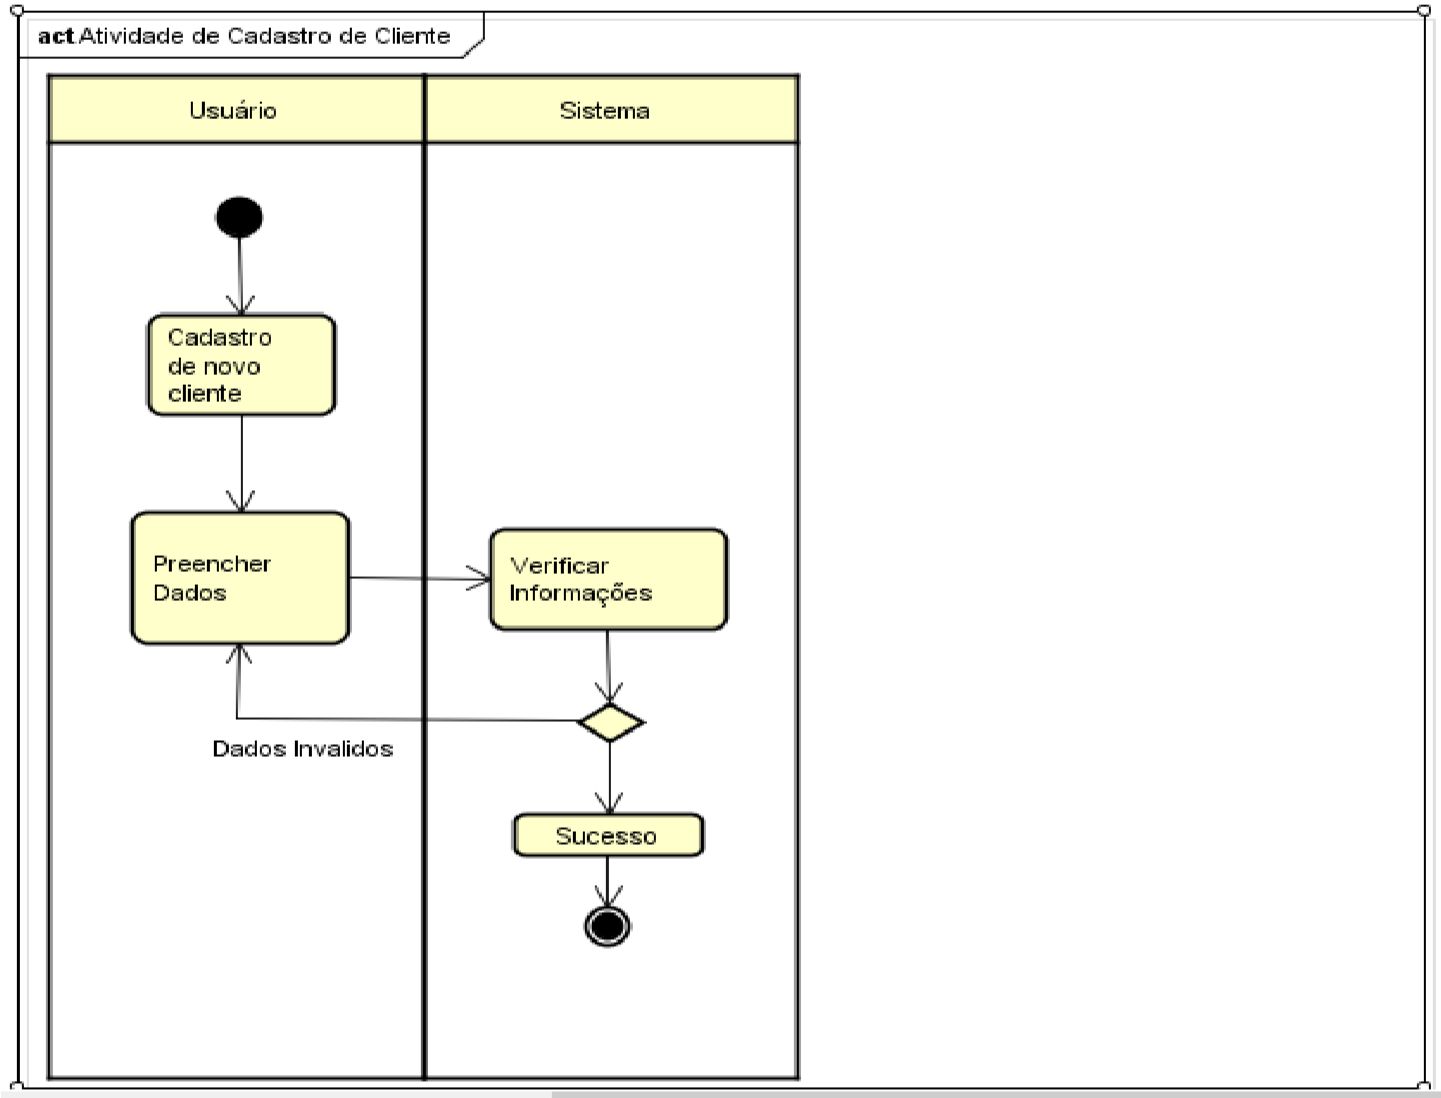 act Atividade de Cadastro de Cliente
Usuário
Sistema
Cadastro
de novo
cliente
Preencher
Dados
Verificar
Informações
Dados Invalidos
Sucesso